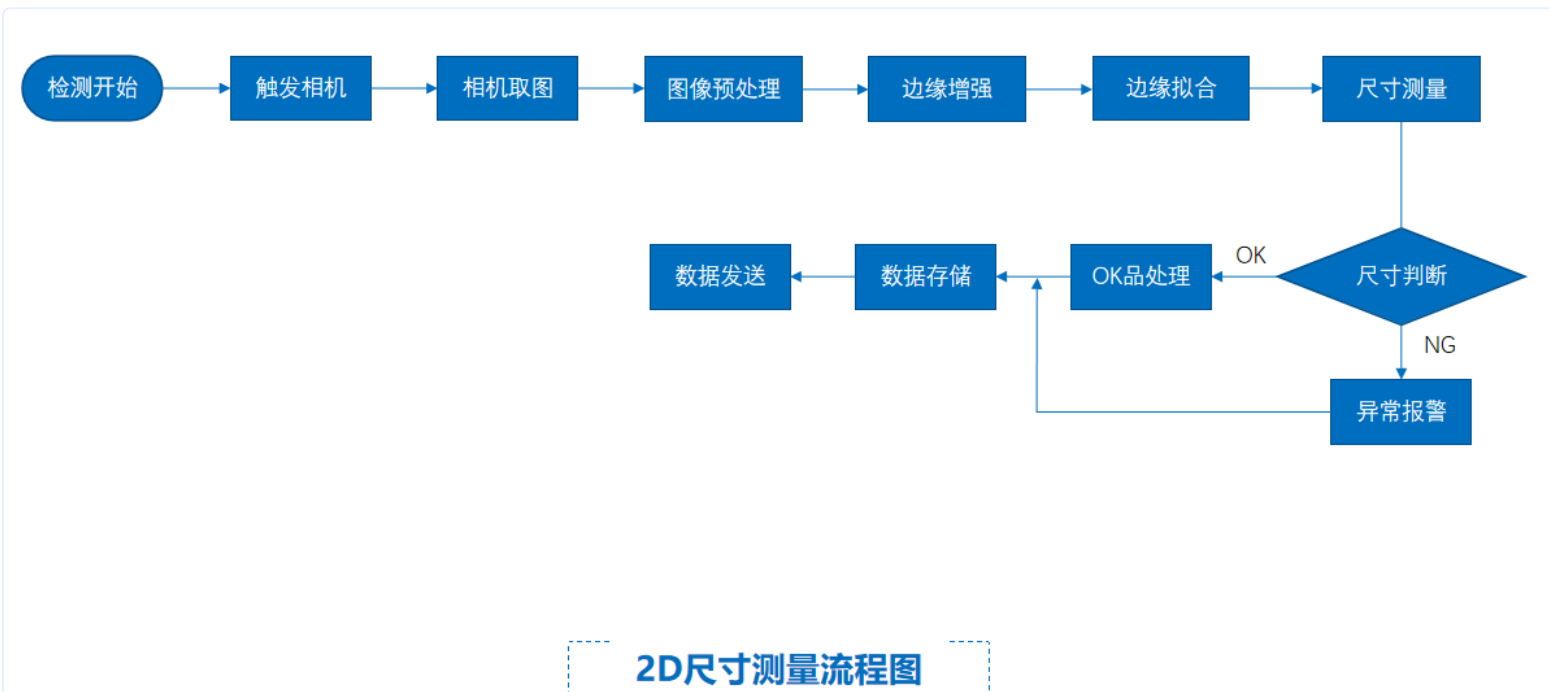 检测开始
触发相机
相机取图
图像预处理
边缘增强
边缘拟合
尺寸测量
数据发送
数据存储
OK品处理
OK
尺寸判断
NG
异常报警
2D尺寸测量流程图